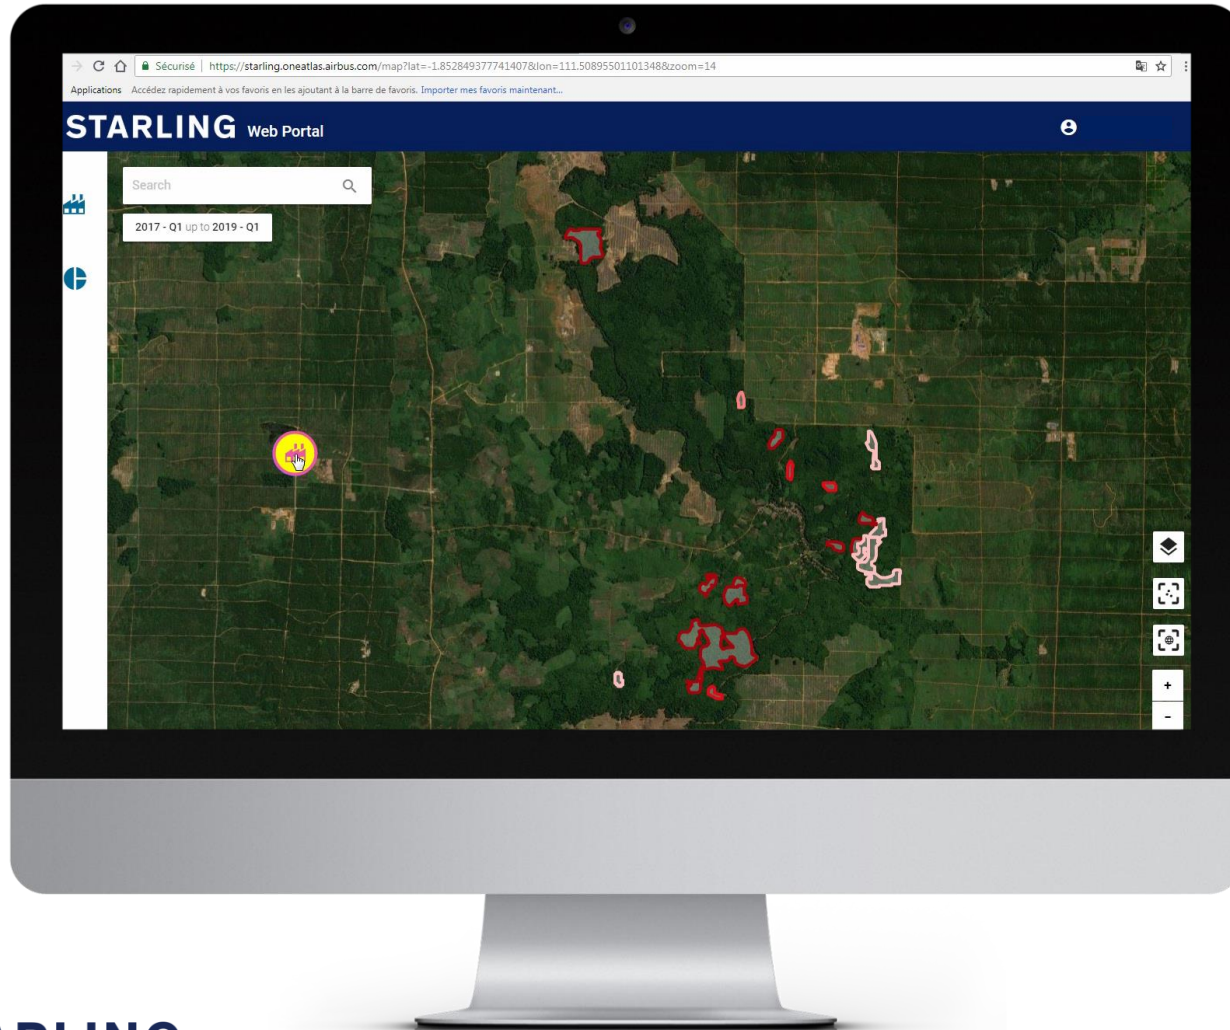 Sécurisé | https://starling.oneatlas.airbus.com/map?lat=-1.852849377741407&lon=111.50895501101348&zoom=14
Applications Accédez rapidement à vos favoris en les ajoutant à la barre de favoris. Importer mes favoris maintenant...
STARLING Web Portal
Search
2017 - Q1 up to 2019 - Q1
+
-